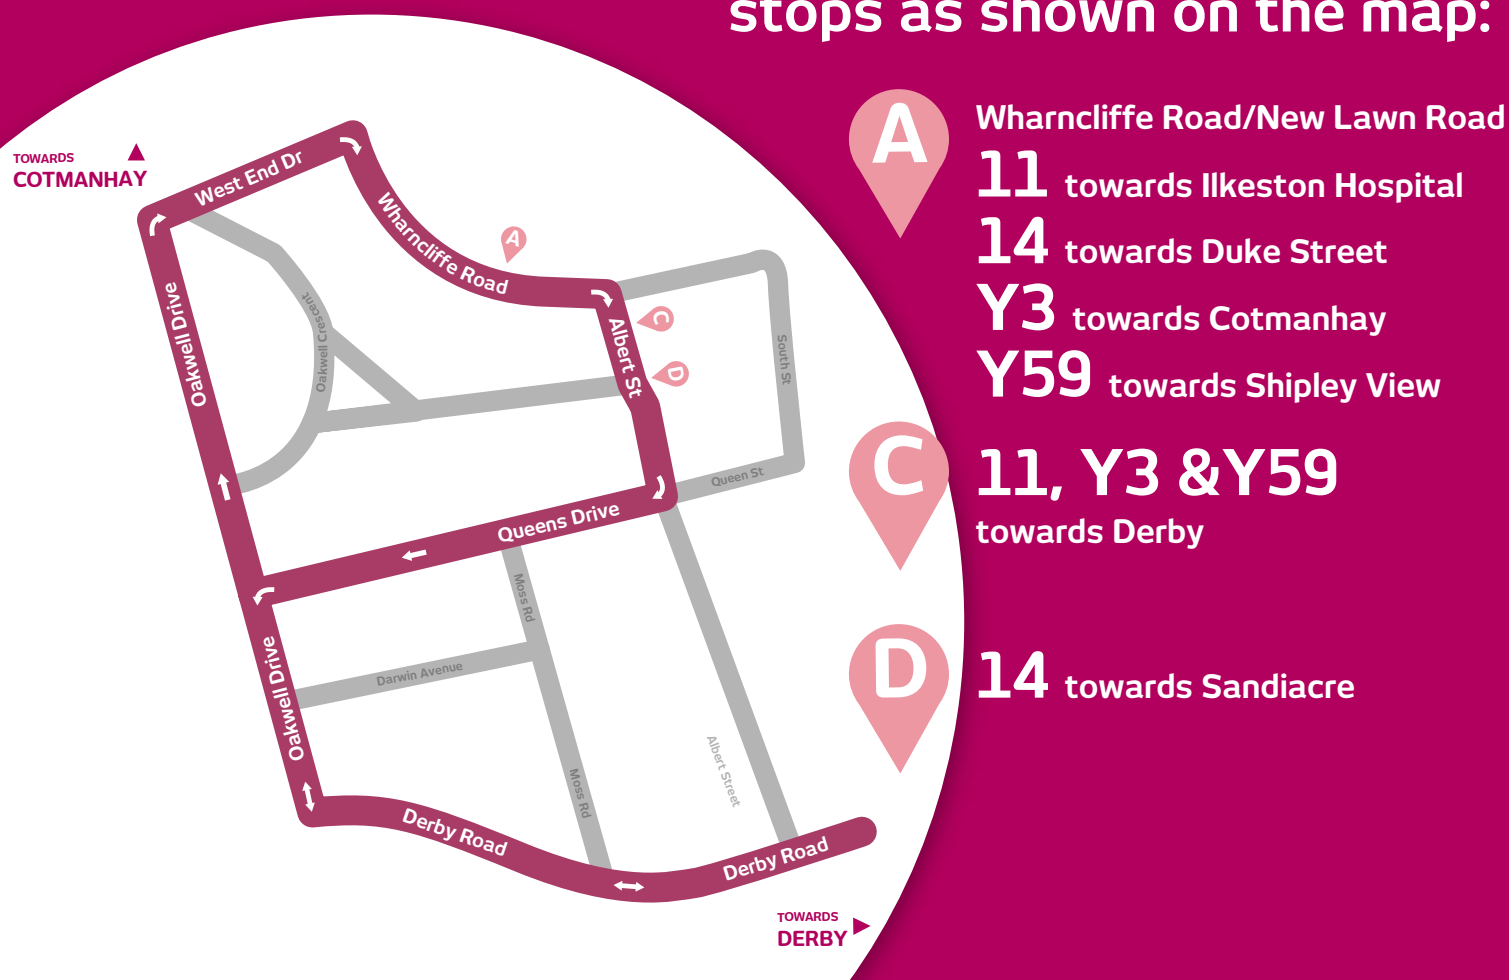 stops as shown on the map:
A
Wharncliffe Road/New Lawn Road
11 towards Ilkeston Hospital
14 towards Duke Street
Y3 towards Cotmanhay
Y59 towards Shipley View
C
11, Y3 &Y59
towards Derby
D
14 towards Sandiacre
TOWARDS
COTMANHAY
West End Dr
Wharncliffe Road
A
Oakwell Drive
Oakwell Crescent
C
Albert St
D
South St
Queen St
Queens Drive
Moss Rd
Oakwell Drive
Darwin Avenue
Moss Rd
Albert Street
Derby Road
Derby Road
TOWARDS
DERBY